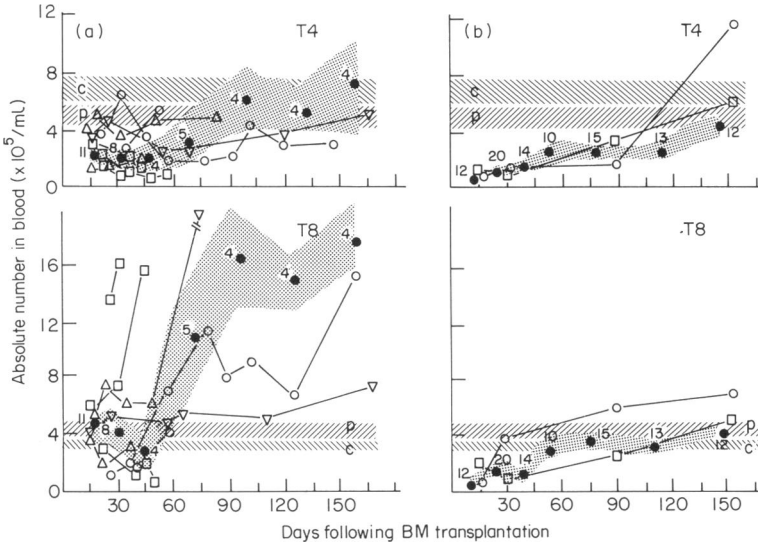 (a) T4
(b) T4
12
8
4
2
0
c
p
11
8
4
5
4
4
4
c
p
12
20
14
10
15
13
12
T8
T8
16
12
8
4
0
11
8
4
5
4
4
4
p
c
12
20
14
10
15
13
12
p
c
30 60 90 120 150
30 60 90 120 150
Absolute number in blood (x 10⁵/mL)
Days following BM transplantation